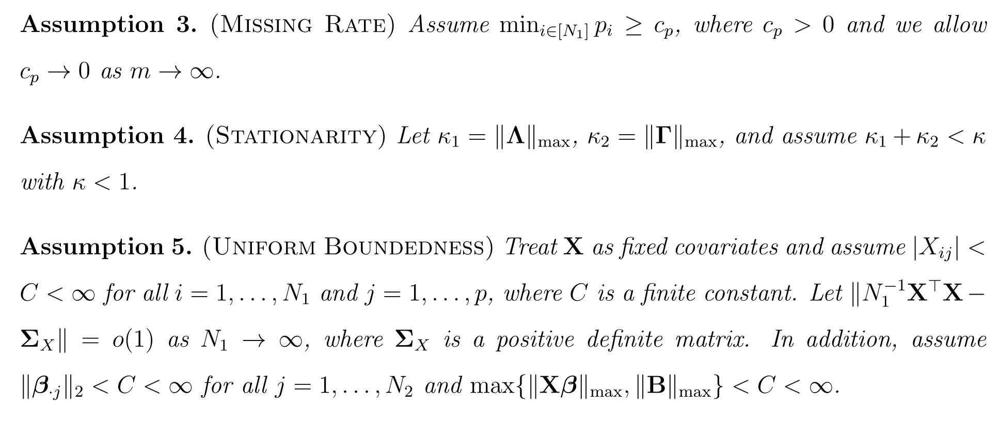 Assumption 3. (Missing Rate) Assume $\min_{i\in[N_1]} p_i \geq c_p$, where $c_p > 0$ and we allow
$c_p \to 0$ as $m \to \infty$.
Assumption 4. (Stationarity) Let $\kappa_1 = \|\mathbf{\Lambda}\|_{\max}$, $\kappa_2 = \|\mathbf{\Gamma}\|_{\max}$, and assume $\kappa_1 + \kappa_2 < \kappa$
with $\kappa < 1$.
Assumption 5. (Uniform Boundedness) Treat $\mathbf{X}$ as fixed covariates and assume $|X_{ij}| <$
$C < \infty$ for all $i = 1, \ldots, N_1$ and $j = 1, \ldots, p$, where $C$ is a finite constant. Let $\|N_1^{-1}\mathbf{X}^\top\mathbf{X} -$
$\mathbf{\Sigma}_X\| = o(1)$ as $N_1 \to \infty$, where $\mathbf{\Sigma}_X$ is a positive definite matrix. In addition, assume
$\|\boldsymbol{\beta}_{\cdot j}\|_2 < C < \infty$ for all $j = 1, \ldots, N_2$ and $\max\{\|\mathbf{X}\boldsymbol{\beta}\|_{\max}, \|\mathbf{B}\|_{\max}\} < C < \infty$.